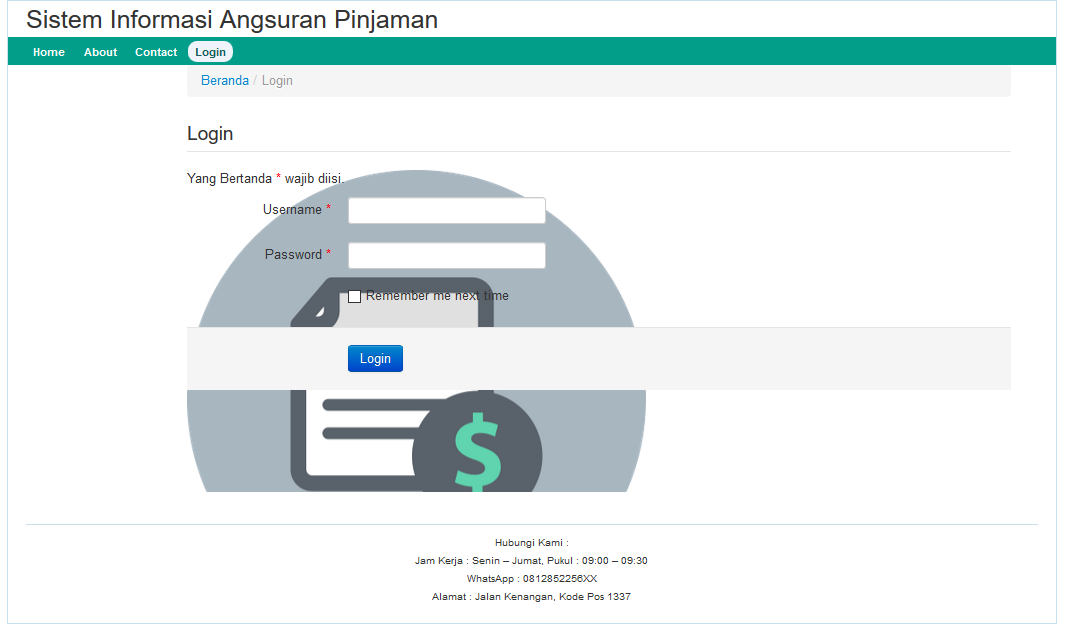 Sistem Informasi Angsuran Pinjaman
Home About Contact Login
Beranda / Login
Login
Yang Bertanda * wajib diisi.
Username *
Password *
Remember me next time
Login
$
Hubungi Kami :
Jam Kerja : Senin – Jumat, Pukul : 09:00 – 09:30
WhatsApp : 0812852256XX
Alamat : Jalan Kenangan, Kode Pos 1337